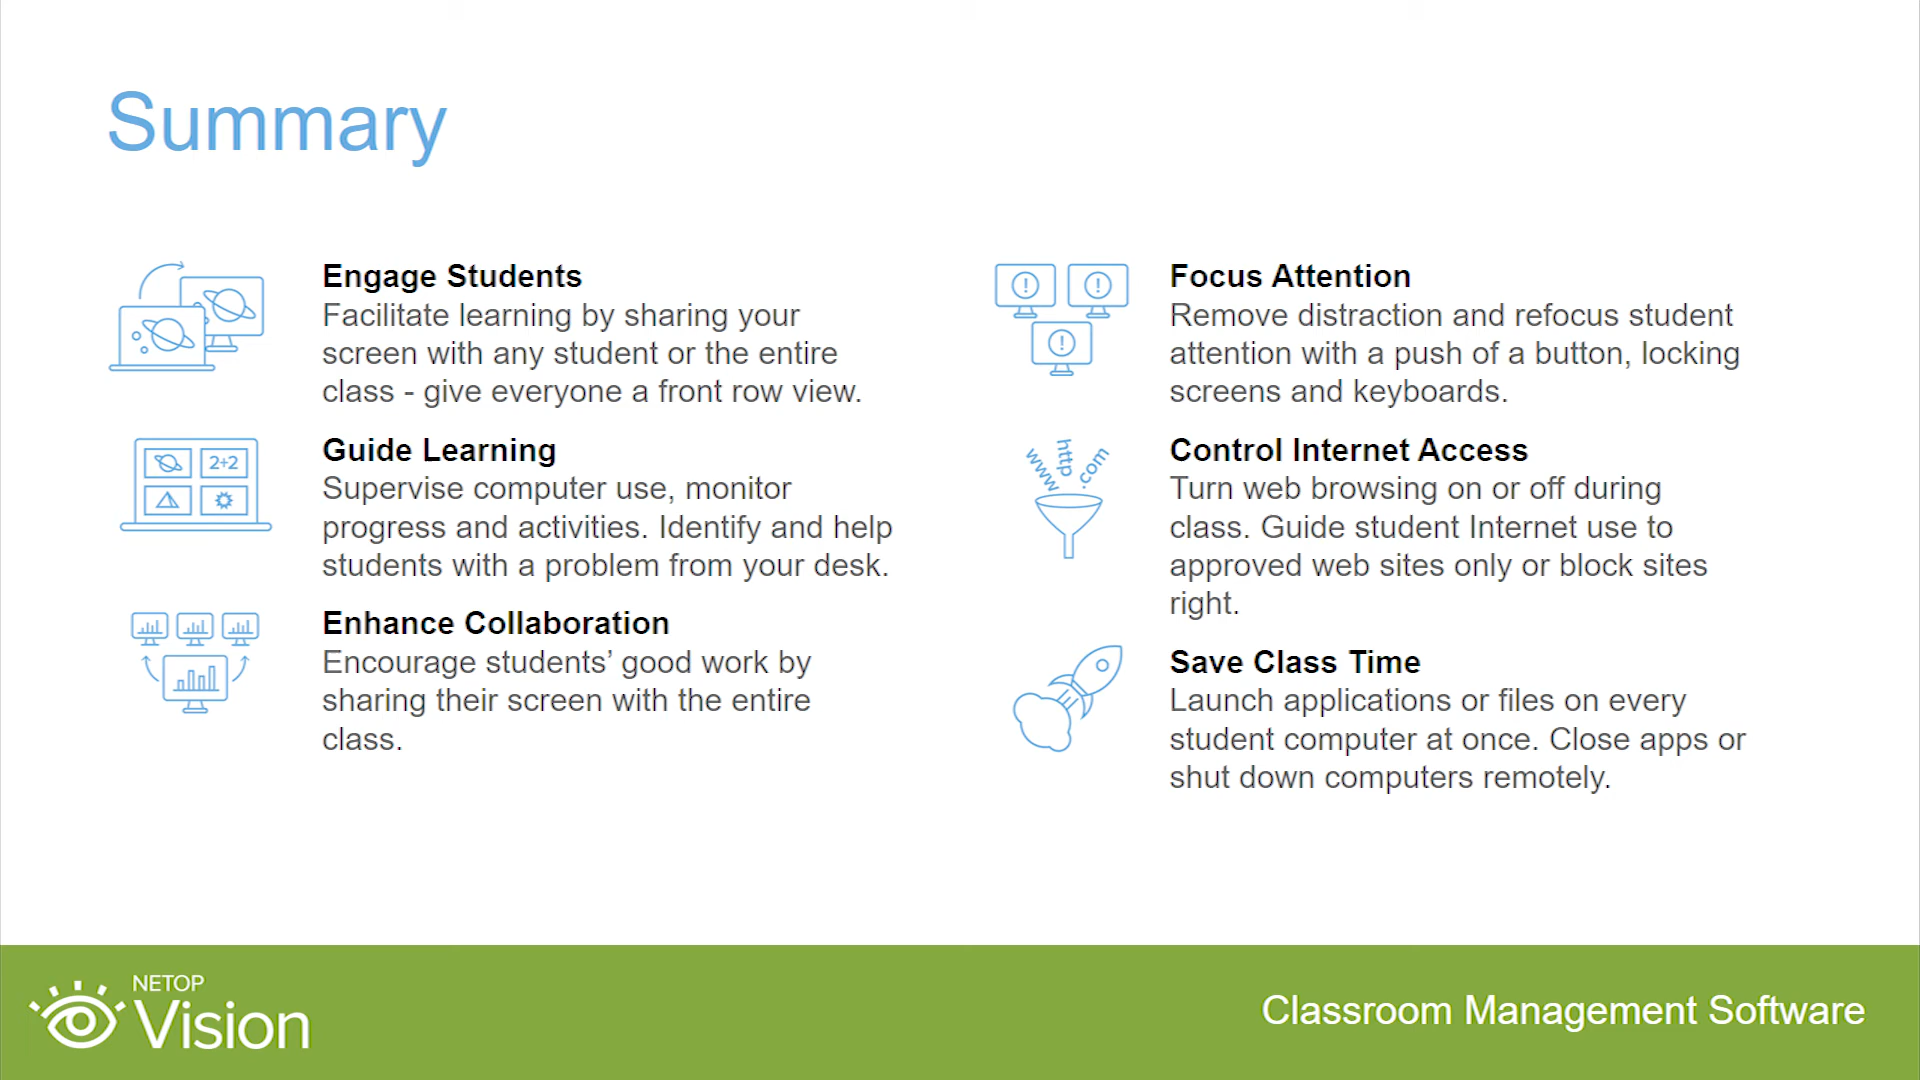 Summary
Engage Students
Facilitate learning by sharing your
screen with any student or the entire
class - give everyone a front row view.
2+2
Guide Learning
Supervise computer use, monitor
progress and activities. Identify and help
students with a problem from your desk.
Enhance Collaboration
Encourage students’ good work by
sharing their screen with the entire
class.
! ! !
Focus Attention
Remove distraction and refocus student
attention with a push of a button, locking
screens and keyboards.
www http .com
Control Internet Access
Turn web browsing on or off during
class. Guide student Internet use to
approved web sites only or block sites
right.
Save Class Time
Launch applications or files on every
student computer at once. Close apps or
shut down computers remotely.
NETOP
Vision
Classroom Management Software